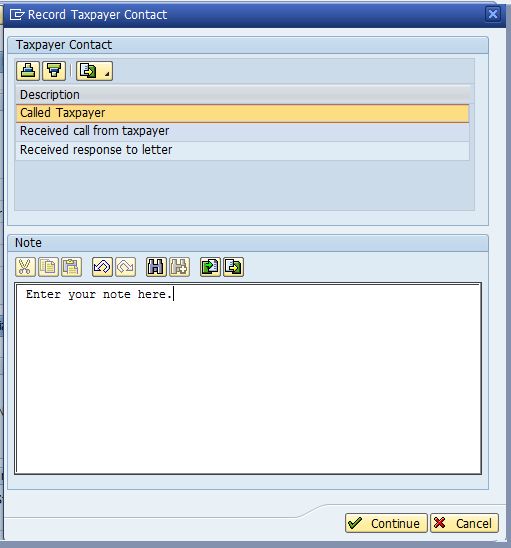 Record Taxpayer Contact
Taxpayer Contact
Description
Called Taxpayer
Received call from taxpayer
Received response to letter
Note
Enter your note here.
Continue Cancel